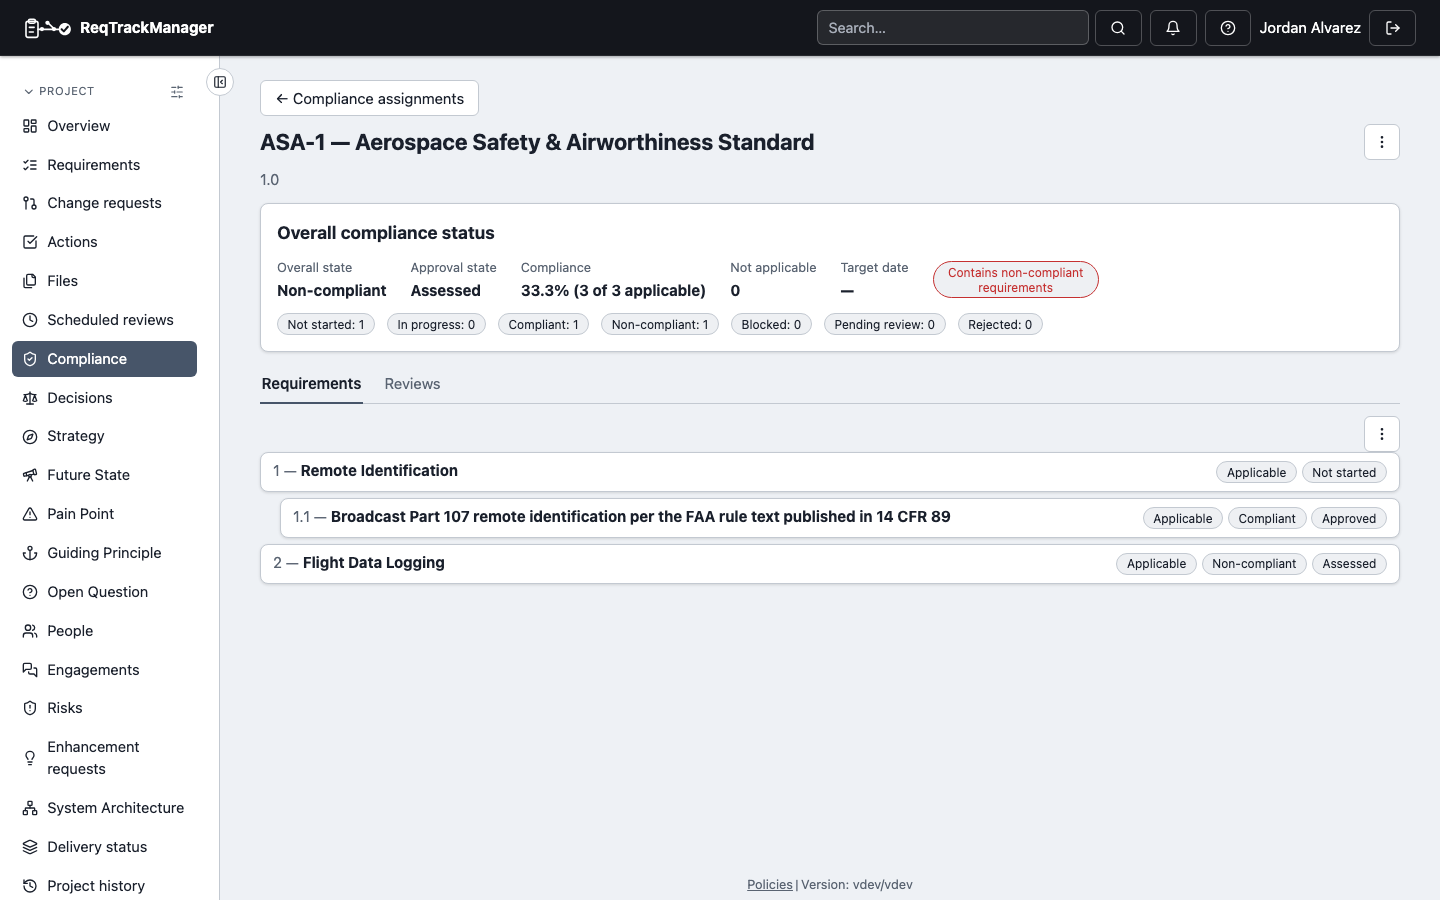 ReqTrackManager
Search...
Jordan Alvarez
PROJECT
Overview
Requirements
Change requests
Actions
Files
Scheduled reviews
Compliance
Decisions
Strategy
Future State
Pain Point
Guiding Principle
Open Question
People
Engagements
Risks
Enhancement
requests
System Architecture
Delivery status
Project history
← Compliance assignments
ASA-1 — Aerospace Safety & Airworthiness Standard
1.0
Overall compliance status
Overall state Approval state Compliance Not applicable Target date
Non-compliant Assessed 33.3% (3 of 3 applicable) 0 —
Contains non-compliant
requirements
Not started: 1 In progress: 0 Compliant: 1 Non-compliant: 1 Blocked: 0 Pending review: 0 Rejected: 0
Requirements Reviews
1 — Remote Identification Applicable Not started
1.1 — Broadcast Part 107 remote identification per the FAA rule text published in 14 CFR 89 Applicable Compliant Approved
2 — Flight Data Logging Applicable Non-compliant Assessed
Policies | Version: vdev/vdev